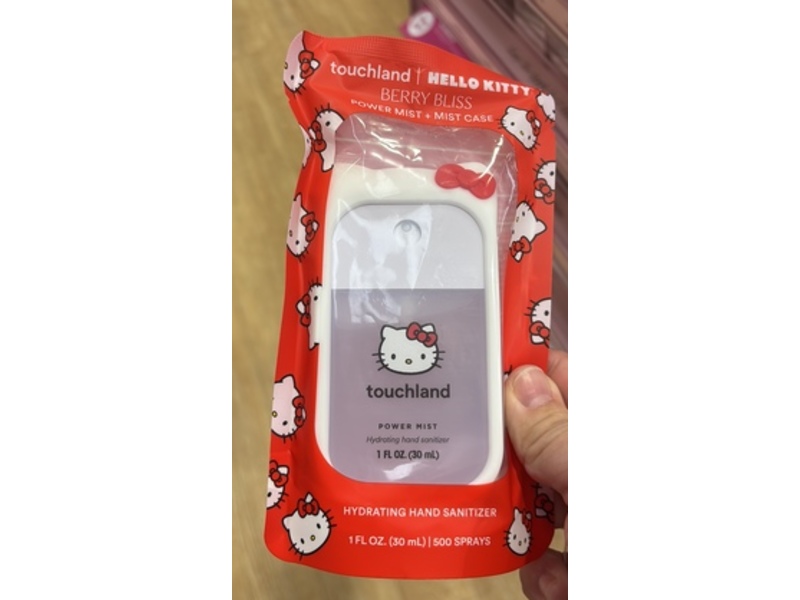 touchland | HELLO KITTY
BERRY BLISS
POWER MIST + MIST CASE
touchland
POWER MIST
Hydrating hand sanitizer
1 FL OZ. (30 mL)
HYDRATING HAND SANITIZER
1 FL OZ. (30 mL) | 500 SPRAYS